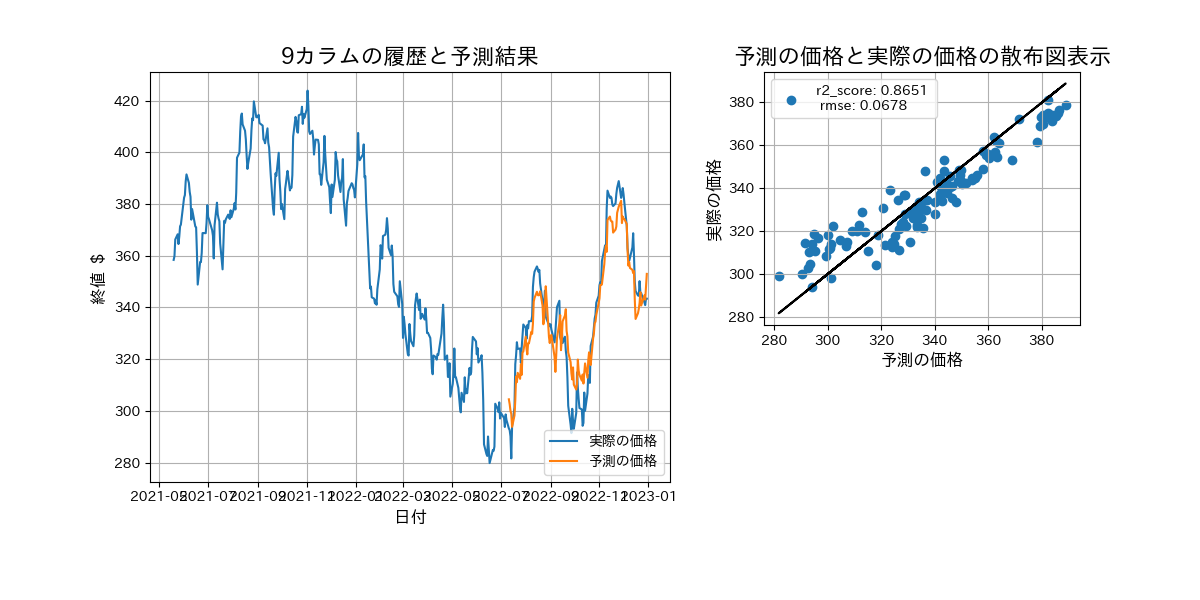 9カラムの履歴と予測結果
終値 $
420
400
380
360
340
320
300
280
2021-05 2021-07 2021-09 2021-11 2022-01 2022-03 2022-05 2022-07 2022-09 2022-11 2023-01
日付
実際の価格
予測の価格
予測の価格と実際の価格の散布図表示
r2_score: 0.8651
rmse: 0.0678
実際の価格
380
360
340
320
300
280
280 300 320 340 360 380
予測の価格